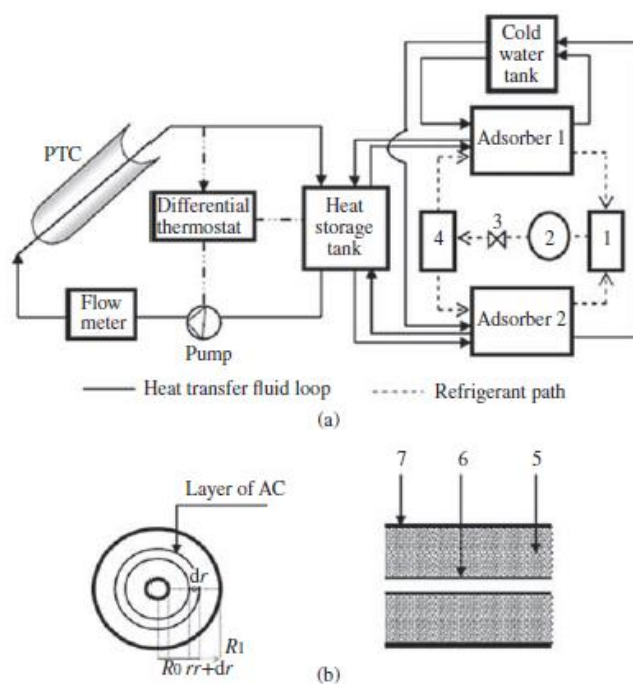 Cold
water
tank
PTC
Adsorber 1
Differential
thermostat
Heat
storage
tank
3
4
2
1
Flow
meter
Pump
Adsorber 2
Heat transfer fluid loop
Refrigerant path
(a)
7
6
5
Layer of AC
dr
R1
R0 r r+dr
(b)